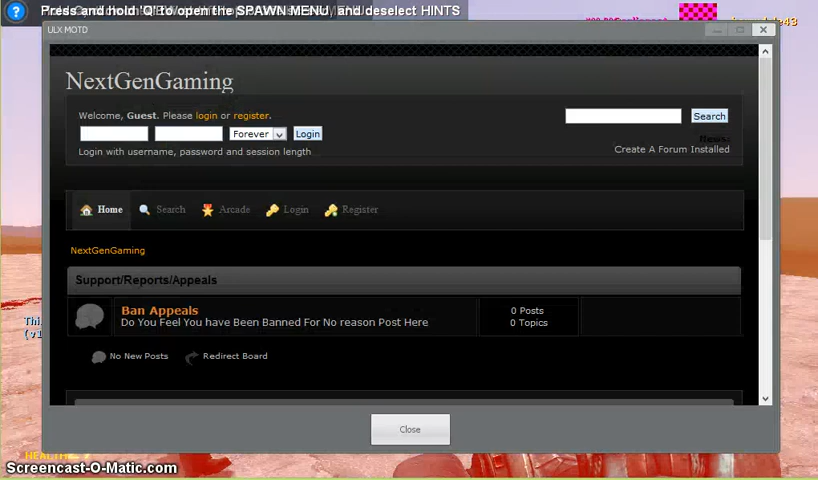 Press and hold 'Q' to open the SPAWN MENU, and deselect HINTS
ULX MOTD
NextGenGaming
Welcome, Guest. Please login or register.
Forever
Login
Search
Login with username, password and session length
News:
Create A Forum Installed
Home
Search
Arcade
Login
Register
NextGenGaming
Support/Reports/Appeals
Ban Appeals
Do You Feel You have Been Banned For No reason Post Here
0 Posts
0 Topics
No New Posts
Redirect Board
Close
Screencast-O-Matic.com